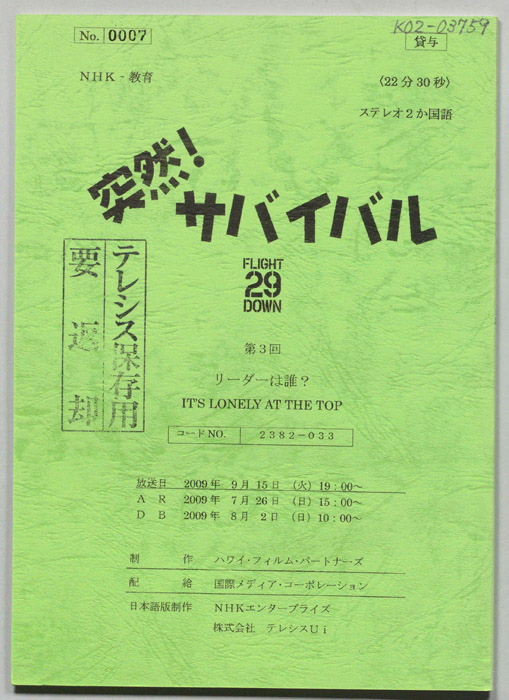 K02-03759
No. 0007
貸与
NHK - 教育
〈22分30秒〉
ステレオ2か国語
突然!
サバイバル
FLIGHT
29
DOWN
テレシス保存用
要返却
第3回
リーダーは誰?
IT'S LONELY AT THE TOP
コードNO. 2382-033
放送日 2009年 9月15日 (火) 19:00~
AR 2009年 7月26日 (日) 15:00~
DB 2009年 8月 2日 (日) 10:00~
制作 ハワイ・フィルム・パートナーズ
配給 国際メディア・コーポレーション
日本語版制作 NHKエンタープライズ
株式会社 テレシスUi